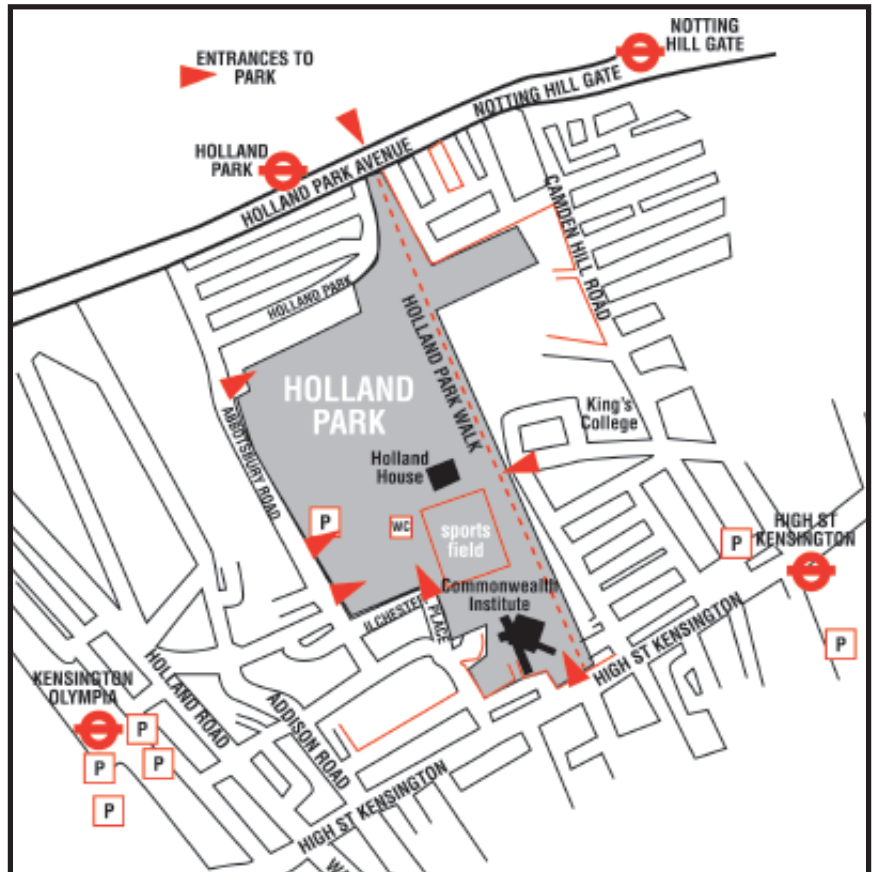 NOTTING
HILL GATE
ENTRANCES TO
PARK
NOTTING HILL GATE
HOLLAND
PARK
HOLLAND PARK AVENUE
CAMDEN HILL ROAD
HOLLAND PARK
HOLLAND PARK WALK
HOLLAND
PARK
ABBOTSBURY ROAD
King's
College
Holland
House
P
WC
sports
field
P
HIGH ST
KENSINGTON
Commonwealth
Institute
ILCHESTER
PLACE
HIGH ST KENSINGTON
P
KENSINGTON
OLYMPIA
HOLLAND ROAD
ADDISON ROAD
P
P
P
P
HIGH ST KENSINGTON